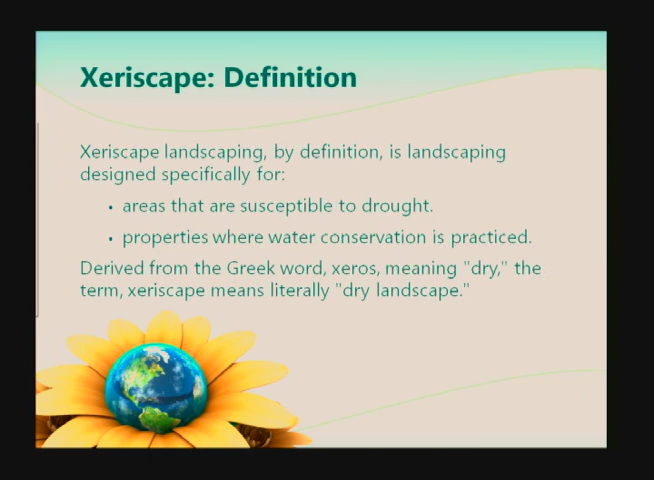 Xeriscape: Definition
Xeriscape landscaping, by definition, is landscaping
designed specifically for:
• areas that are susceptible to drought.
• properties where water conservation is practiced.
Derived from the Greek word, xeros, meaning "dry," the
term, xeriscape means literally "dry landscape."